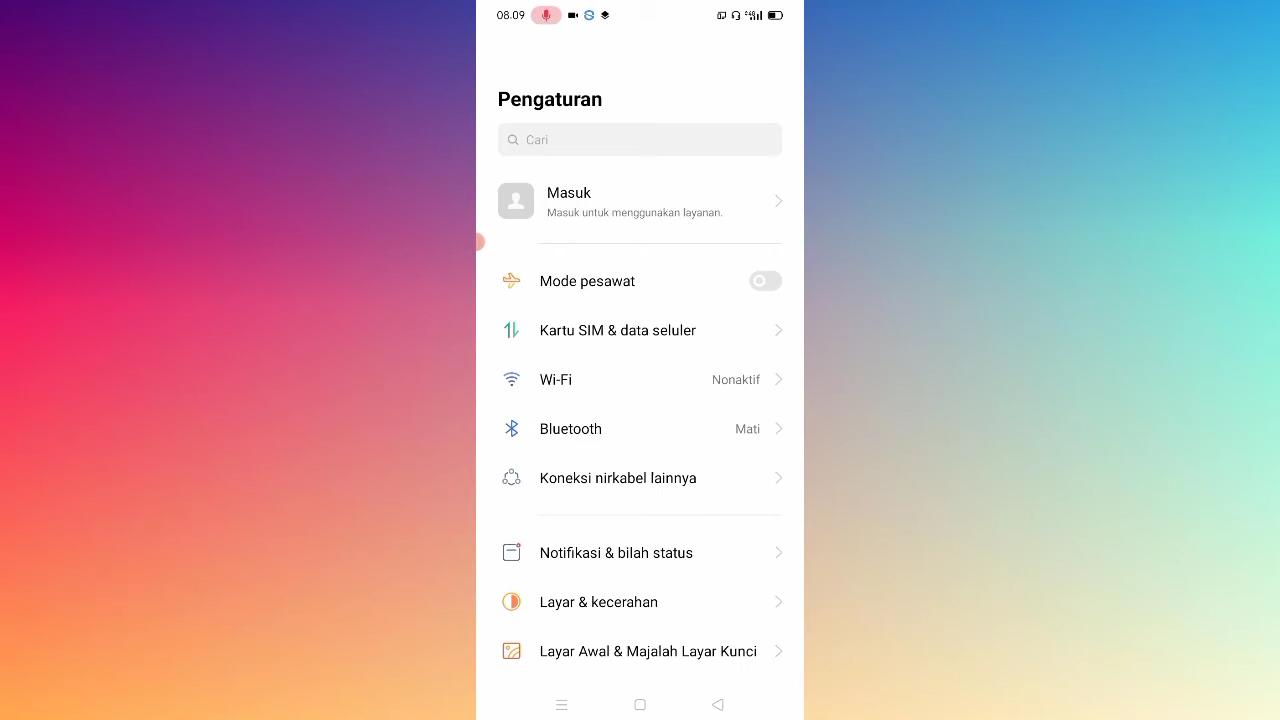 08.09
Pengaturan
Cari
Masuk
Masuk untuk menggunakan layanan.
Mode pesawat
Kartu SIM & data seluler
Wi-Fi
Nonaktif
Bluetooth
Mati
Koneksi nirkabel lainnya
Notifikasi & bilah status
Layar & kecerahan
Layar Awal & Majalah Layar Kunci